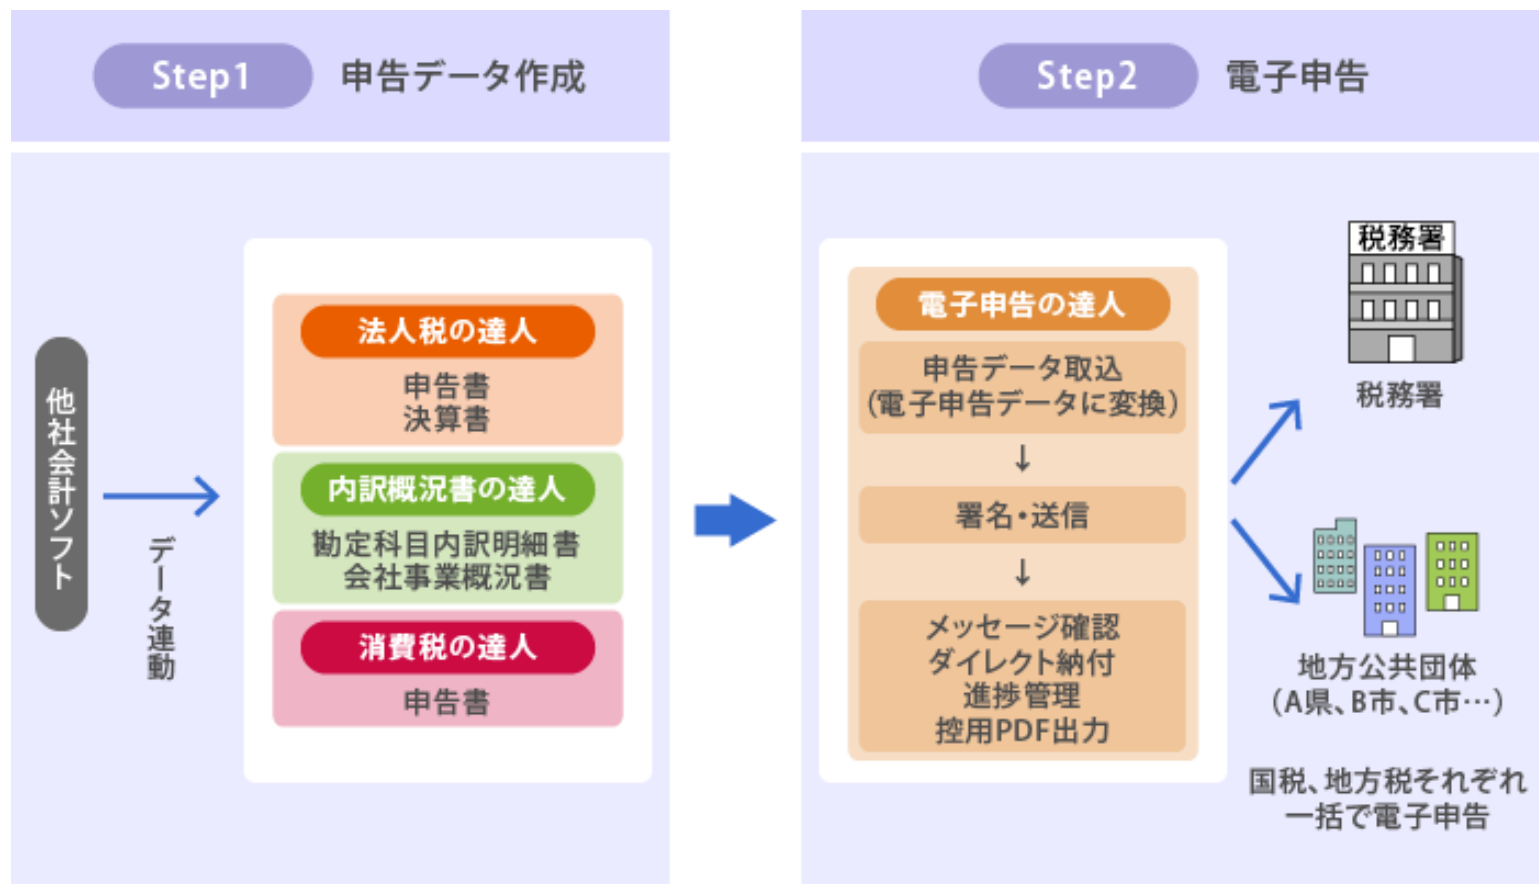 Step1
申告データ作成
他社会計ソフト
データ連動
法人税の達人
申告書
決算書
内訳概況書の達人
勘定科目内訳明細書
会社事業概況書
消費税の達人
申告書
Step2
電子申告
電子申告の達人
申告データ取込
(電子申告データに変換)
↓
署名・送信
↓
メッセージ確認
ダイレクト納付
進捗管理
控用PDF出力
税務署
税務署
地方公共団体
(A県、B市、C市…)
国税、地方税それぞれ
一括で電子申告